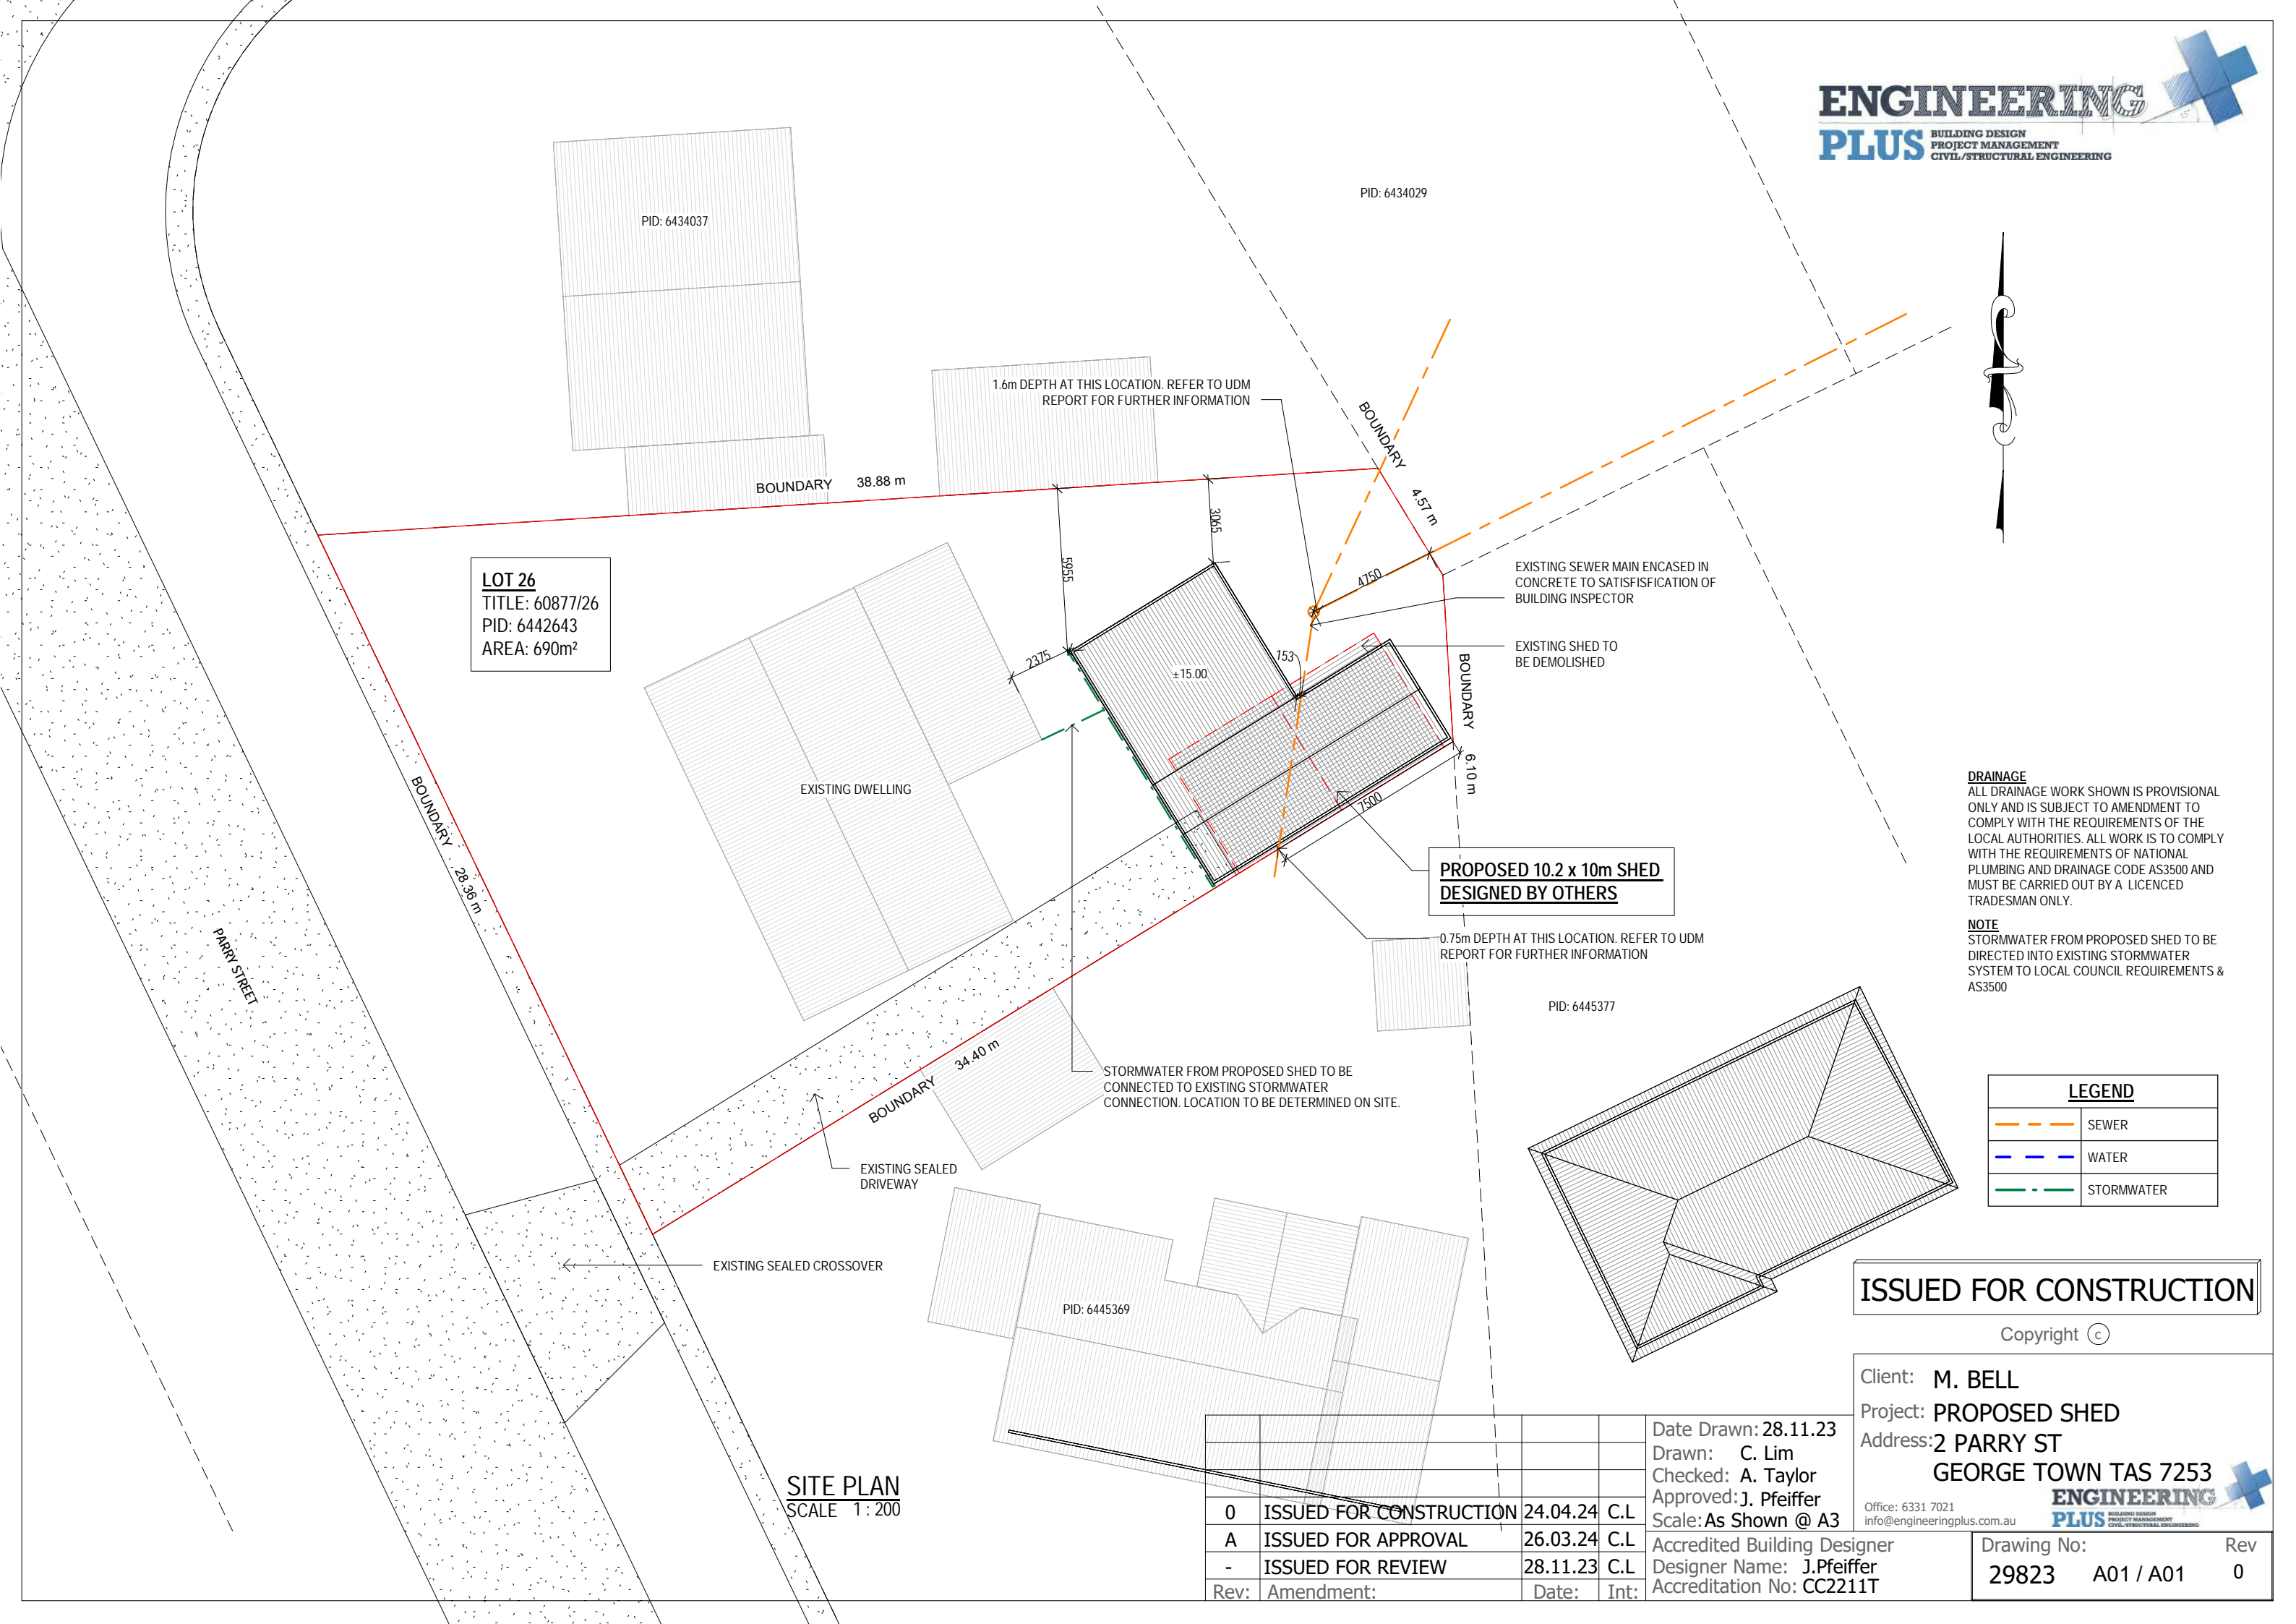 ENGINEERING
PLUS
BUILDING DESIGN
PROJECT MANAGEMENT
CIVIL/STRUCTURAL ENGINEERING
PID: 6434037
PID: 6434029
1.6m DEPTH AT THIS LOCATION. REFER TO UDM
REPORT FOR FURTHER INFORMATION
BOUNDARY
4.57 m
BOUNDARY 38.88 m
3065
5955
2375
4750
153
±15.00
LOT 26
TITLE: 60877/26
PID: 6442643
AREA: 690m²
EXISTING SEWER MAIN ENCASED IN
CONCRETE TO SATISFISFICATION OF
BUILDING INSPECTOR
EXISTING SHED TO
BE DEMOLISHED
BOUNDARY
6.10 m
EXISTING DWELLING
7500
BOUNDARY 28.36 m
PARRY STREET
PROPOSED 10.2 x 10m SHED
DESIGNED BY OTHERS
0.75m DEPTH AT THIS LOCATION. REFER TO UDM
REPORT FOR FURTHER INFORMATION
PID: 6445377
DRAINAGE
ALL DRAINAGE WORK SHOWN IS PROVISIONAL
ONLY AND IS SUBJECT TO AMENDMENT TO
COMPLY WITH THE REQUIREMENTS OF THE
LOCAL AUTHORITIES. ALL WORK IS TO COMPLY
WITH THE REQUIREMENTS OF NATIONAL
PLUMBING AND DRAINAGE CODE AS3500 AND
MUST BE CARRIED OUT BY A LICENCED
TRADESMAN ONLY.
NOTE
STORMWATER FROM PROPOSED SHED TO BE
DIRECTED INTO EXISTING STORMWATER
SYSTEM TO LOCAL COUNCIL REQUIREMENTS &
AS3500
BOUNDARY 34.40 m
STORMWATER FROM PROPOSED SHED TO BE
CONNECTED TO EXISTING STORMWATER
CONNECTION. LOCATION TO BE DETERMINED ON SITE.
EXISTING SEALED
DRIVEWAY
EXISTING SEALED CROSSOVER
PID: 6445369
LEGEND
SEWER
WATER
STORMWATER
ISSUED FOR CONSTRUCTION
Copyright c
SITE PLAN
SCALE 1 : 200
0 ISSUED FOR CONSTRUCTION 24.04.24 C.L
A ISSUED FOR APPROVAL 26.03.24 C.L
- ISSUED FOR REVIEW 28.11.23 C.L
Rev: Amendment: Date: Int:
Date Drawn: 28.11.23
Drawn: C. Lim
Checked: A. Taylor
Approved: J. Pfeiffer
Scale: As Shown @ A3
Accredited Building Designer
Designer Name: J.Pfeiffer
Accreditation No: CC2211T
Client: M. BELL
Project: PROPOSED SHED
Address: 2 PARRY ST
GEORGE TOWN TAS 7253
Office: 6331 7021
info@engineeringplus.com.au
ENGINEERING
PLUS
BUILDING DESIGN
PROJECT MANAGEMENT
CIVIL/STRUCTURAL ENGINEERING
Drawing No: Rev
29823 A01 / A01 0